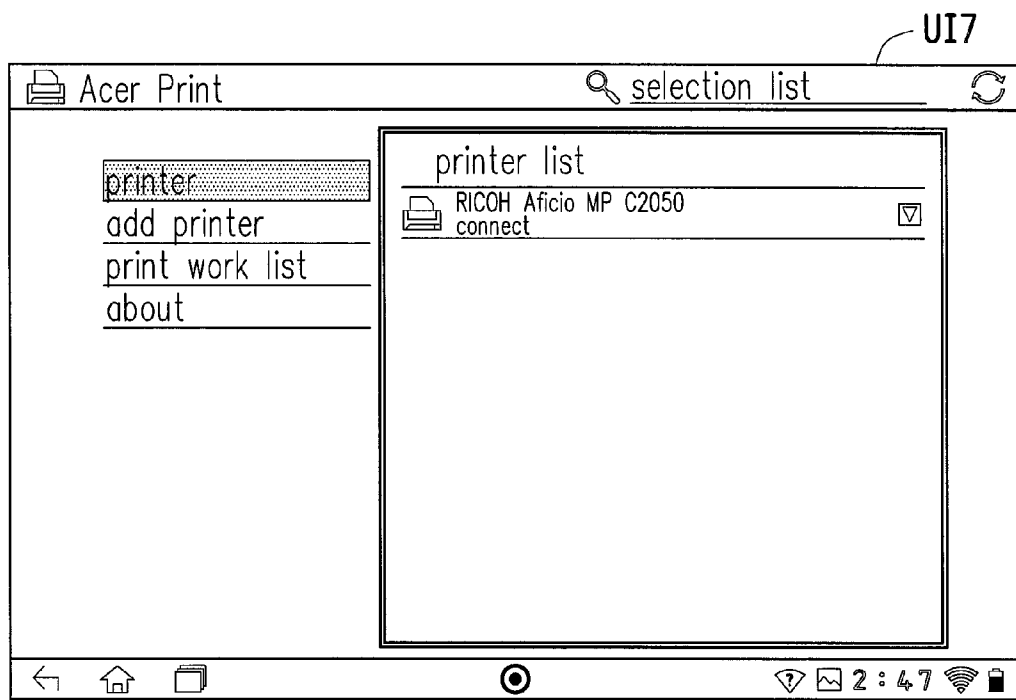 UI7
Acer Print
selection list
printer
add printer
print work list
about
printer list
RICOH Aficio MP C2050
connect
2:47